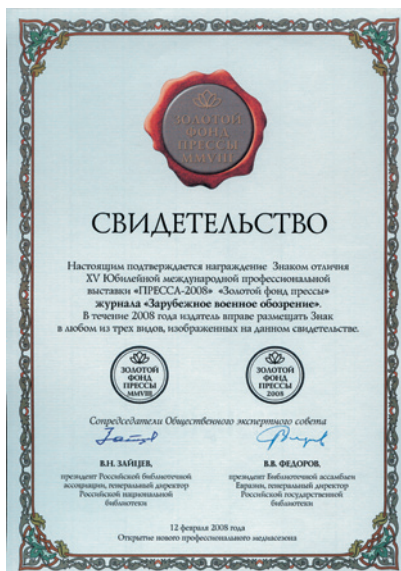 ЗОЛОТОЙ
ФОНД
ПРЕССЫ
MMVIII
СВИДЕТЕЛЬСТВО
Настоящим подтверждается награждение Знаком отличия
XV Юбилейной международной профессиональной
выставки «ПРЕССА-2008» «Золотой фонд прессы»
журнала «Зарубежное военное обозрение».
В течение 2008 года издатель вправе размещать Знак
в любом из трех видов, изображенных на данном свидетельстве.
ЗОЛОТОЙ
ФОНД
ПРЕССЫ
MMVIII
ЗОЛОТОЙ
ФОНД
ПРЕССЫ
2008
Сопредседатели Общественного экспертного совета
В.Н. ЗАЙЦЕВ,
президент Российской библиотечной
ассоциации, генеральный директор
Российской национальной
библиотеки
В.В. ФЕДОРОВ,
президент Библиотечной ассамблеи
Евразии, генеральный директор
Российской государственной
библиотеки
12 февраля 2008 года
Открытие нового профессионального медиасезона